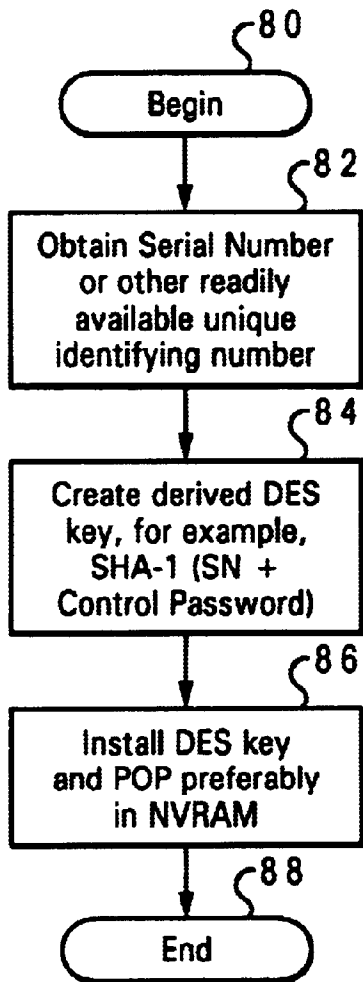 80
Begin
82
Obtain Serial Number
or other readily
available unique
identifying number
84
Create derived DES
key, for example,
SHA-1 (SN +
Control Password)
86
Install DES key
and POP preferably
in NVRAM
88
End